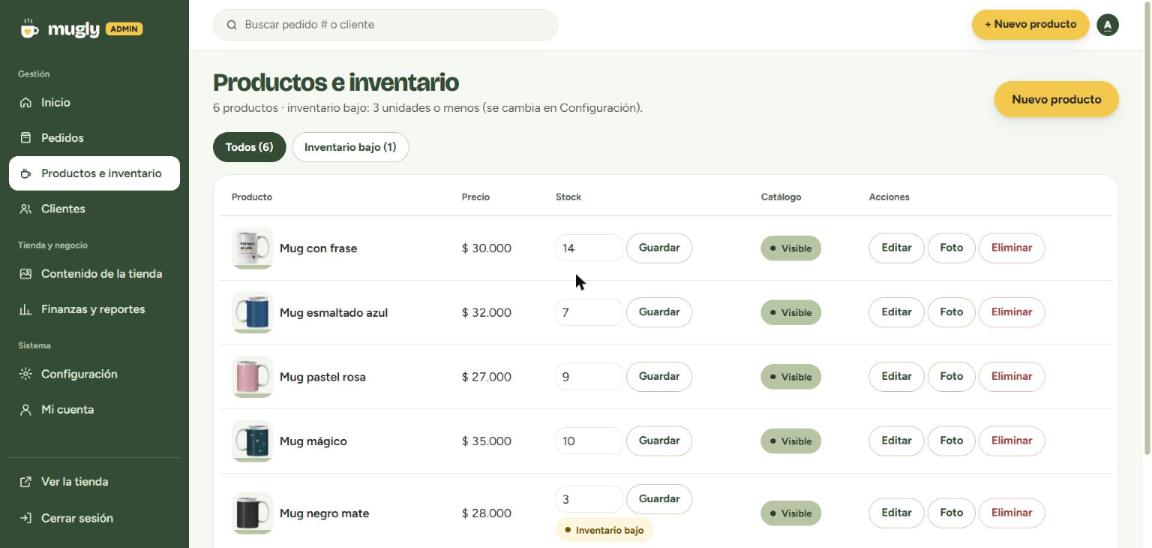 mugly ADMIN
Buscar pedido # o cliente
+ Nuevo producto
A
Gestión
Inicio
Pedidos
Productos e inventario
Clientes
Tienda y negocio
Contenido de la tienda
Finanzas y reportes
Sistema
Configuración
Mi cuenta
Ver la tienda
Cerrar sesión
Productos e inventario
6 productos · inventario bajo: 3 unidades o menos (se cambia en Configuración).
Nuevo producto
Todos (6) Inventario bajo (1)
Producto Precio Stock Catálogo Acciones
Mug con frase $ 30.000 14 Guardar Visible Editar Foto Eliminar
Mug esmaltado azul $ 32.000 7 Guardar Visible Editar Foto Eliminar
Mug pastel rosa $ 27.000 9 Guardar Visible Editar Foto Eliminar
Mug mágico $ 35.000 10 Guardar Visible Editar Foto Eliminar
Mug negro mate $ 28.000 3 Guardar Visible Editar Foto Eliminar
Inventario bajo